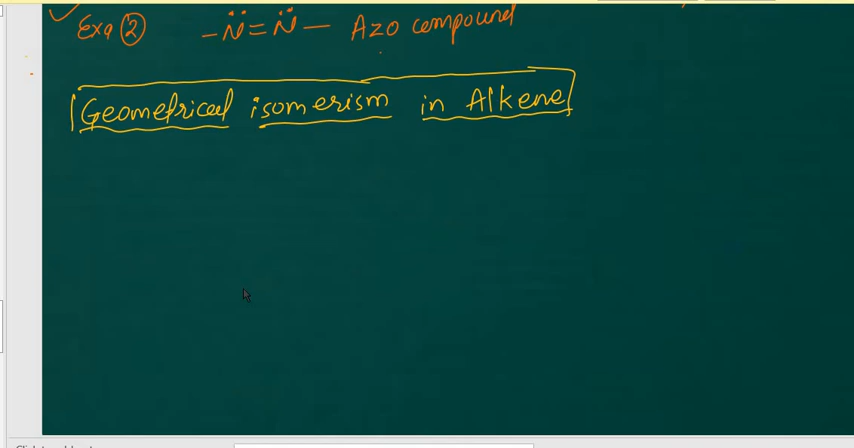 Exa ② –N̈=N̈– Azo compound
Geometrical isomerism in Alkene